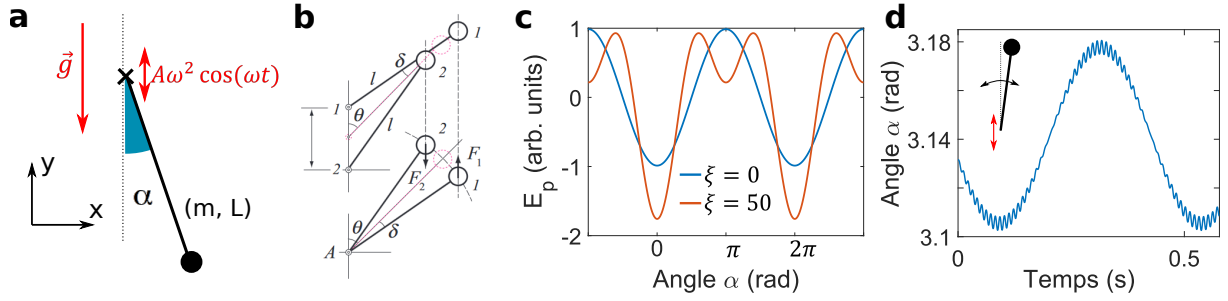 a
g⃗
Aω² cos(ωt)
y
x
α
(m, L)
b
1
δ
2
l
1
θ
l
2
2
F₁
F₂
1
θ
δ
A
c
E_p (arb. units)
1
0
-1
-2
ξ = 0
ξ = 50
0
π
2π
Angle α (rad)
d
Angle α (rad)
3.18
3.14
3.1
0
0.5
Temps (s)